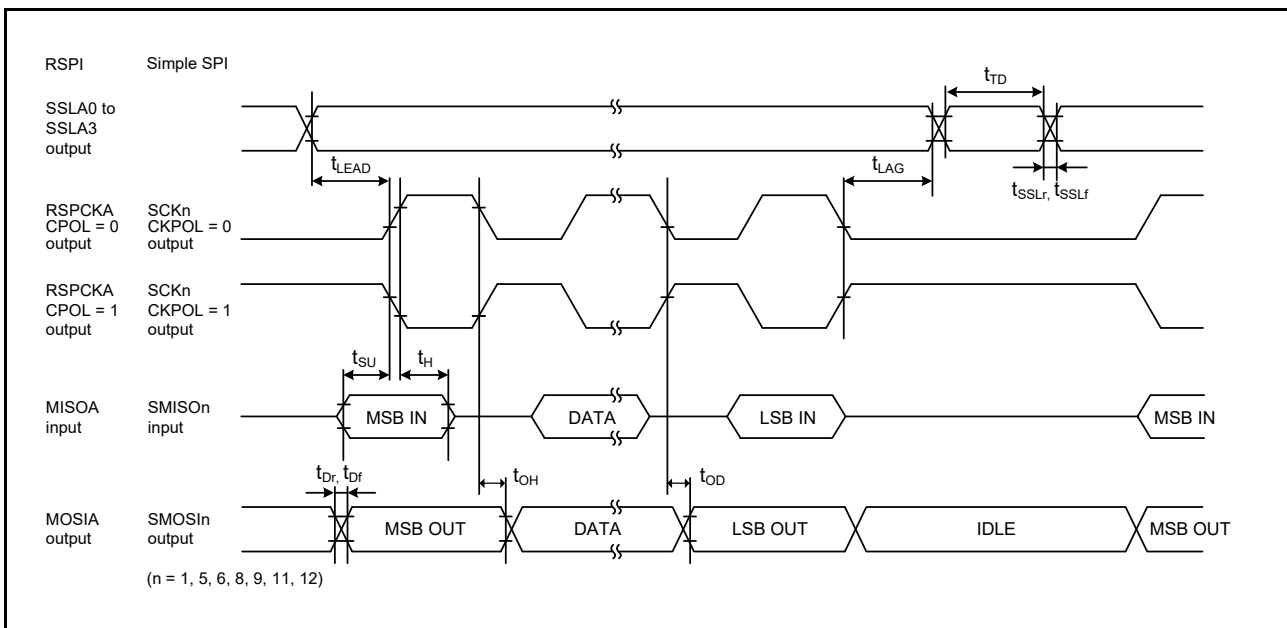 RSPI Simple SPI
tTD
SSLA0 to
SSLA3
output
tLEAD
tLAG
tSSLr, tSSLf
RSPCKA SCKn
CPOL = 0 CKPOL = 0
output output
RSPCKA SCKn
CPOL = 1 CKPOL = 1
output output
tSU tH
MISOA SMISOn
input input
MSB IN DATA LSB IN MSB IN
tDr, tDf tOH tOD
MOSIA SMOSIn
output output
MSB OUT DATA LSB OUT IDLE MSB OUT
(n = 1, 5, 6, 8, 9, 11, 12)